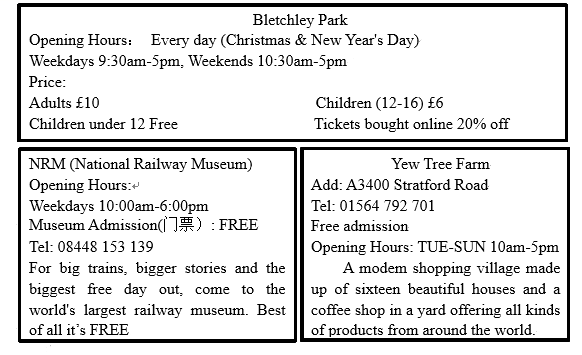 Bletchley Park
Opening Hours： Every day (Christmas & New Year's Day)
Weekdays 9:30am-5pm, Weekends 10:30am-5pm
Price:
Adults £10 Children (12-16) £6
Children under 12 Free Tickets bought online 20% off
NRM (National Railway Museum)
Opening Hours:↵
Weekdays 10:00am-6:00pm
Museum Admission(门票）: FREE
Tel: 08448 153 139
For big trains, bigger stories and the
biggest free day out, come to the
world's largest railway museum. Best
of all it’s FREE
Yew Tree Farm
Add: A3400 Stratford Road
Tel: 01564 792 701
Free admission
Opening Hours: TUE-SUN 10am-5pm
A modem shopping village made
up of sixteen beautiful houses and a
coffee shop in a yard offering all kinds
of products from around the world.